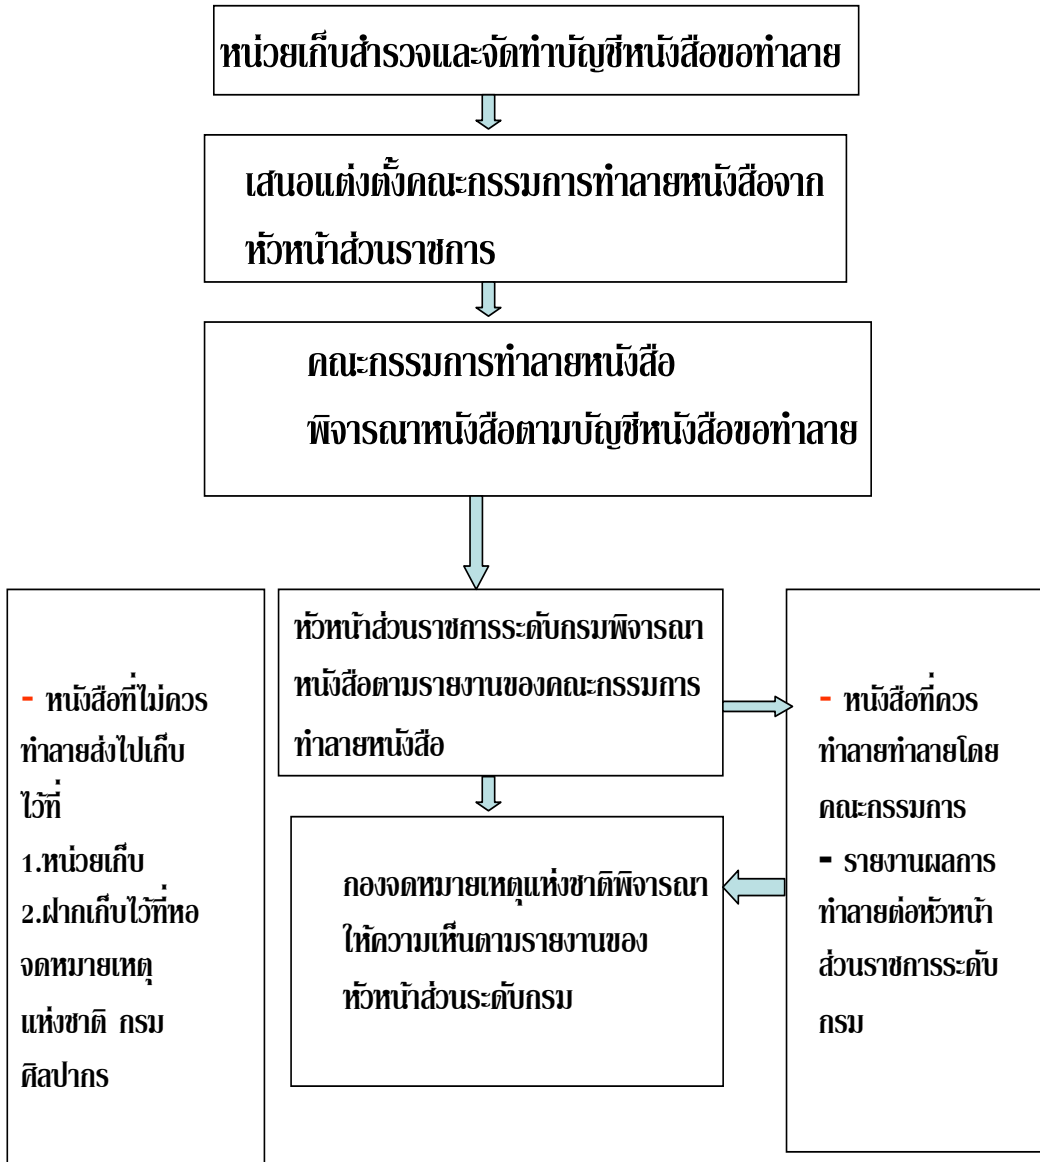 หน่วยเก็บสำรวจและจัดทำบัญชีหนังสือขอทำลาย
เสนอแต่งตั้งคณะกรรมการทำลายหนังสือจาก
หัวหน้าส่วนราชการ
คณะกรรมการทำลายหนังสือ
พิจารณาหนังสือตามบัญชีหนังสือขอทำลาย
- หนังสือที่ไม่ควร
ทำลายส่งไปเก็บ
ไว้ที่
1.หน่วยเก็บ
2.ฝากเก็บไว้ที่หอ
จดหมายเหตุ
แห่งชาติ กรม
ศิลปากร
หัวหน้าส่วนราชการระดับกรมพิจารณา
หนังสือตามรายงานของคณะกรรมการ
ทำลายหนังสือ
กองจดหมายเหตุแห่งชาติพิจารณา
ให้ความเห็นตามรายงานของ
หัวหน้าส่วนระดับกรม
- หนังสือที่ควร
ทำลายทำลายโดย
คณะกรรมการ
- รายงานผลการ
ทำลายต่อหัวหน้า
ส่วนราชการระดับ
กรม